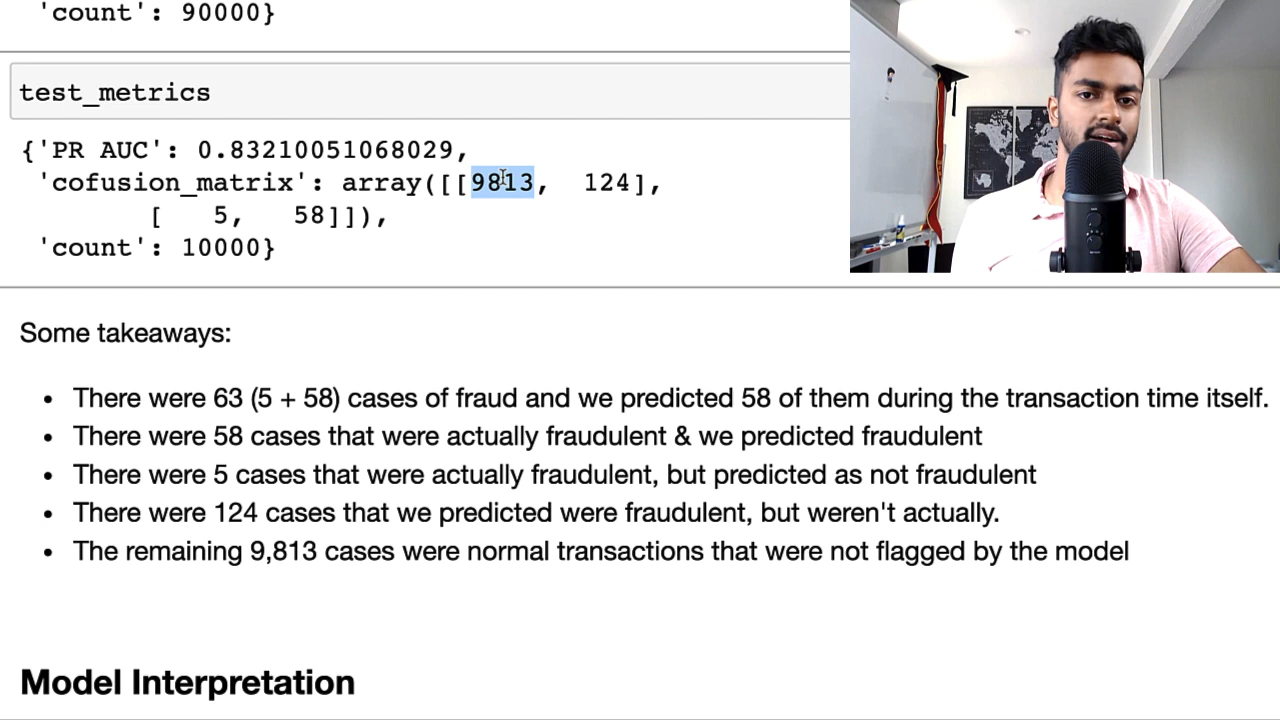 'count': 90000}
test_metrics
{'PR AUC': 0.83210051068029,
'cofusion_matrix': array([[9813, 124],
[ 5, 58]]),
'count': 10000}
Some takeaways:
• There were 63 (5 + 58) cases of fraud and we predicted 58 of them during the transaction time itself.
• There were 58 cases that were actually fraudulent & we predicted fraudulent
• There were 5 cases that were actually fraudulent, but predicted as not fraudulent
• There were 124 cases that we predicted were fraudulent, but weren't actually.
• The remaining 9,813 cases were normal transactions that were not flagged by the model
Model Interpretation